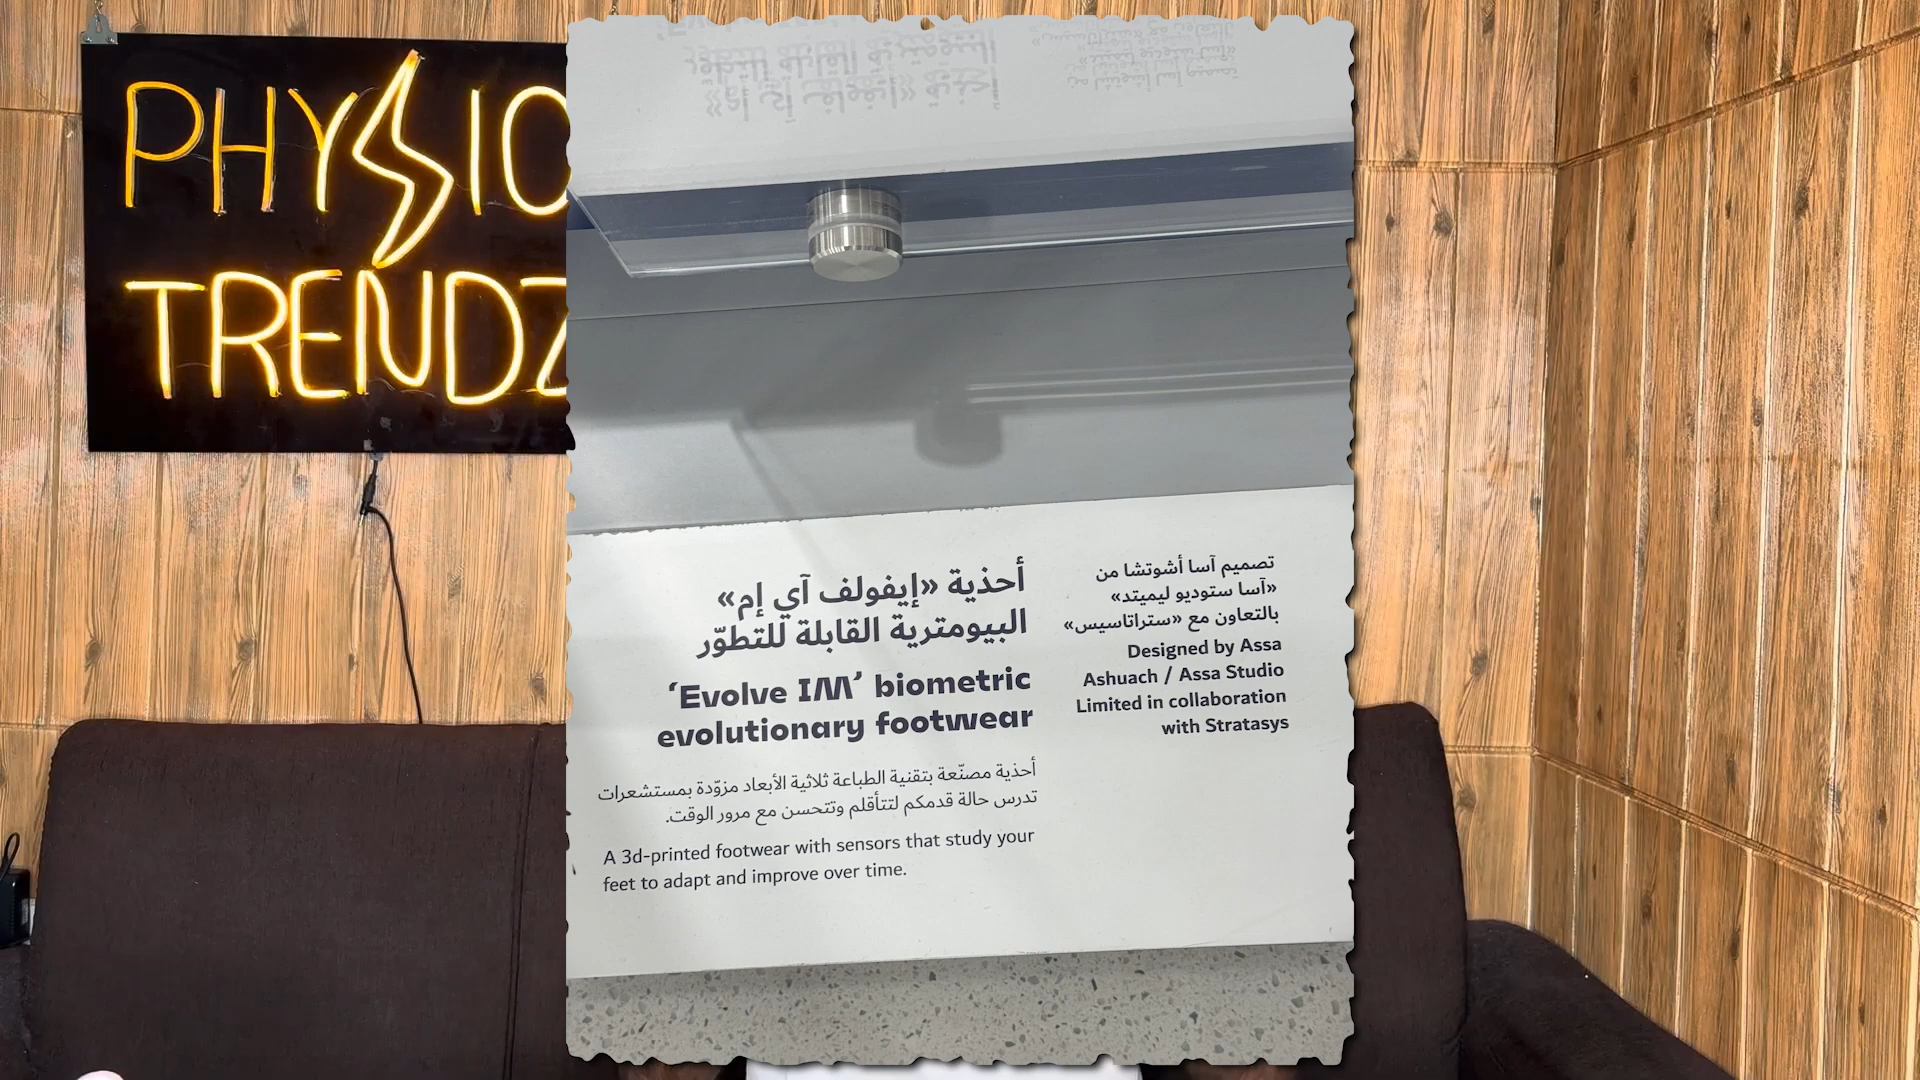 PHYSIO
TRENDZ
أحذية «إيفولف آي إم»
البيومترية القابلة للتطوّر
‘Evolve IM’ biometric
evolutionary footwear
أحذية مصنّعة بتقنية الطباعة ثلاثية الأبعاد مزوّدة بمستشعرات
تدرس حالة قدمكم لتتأقلم وتتحسن مع مرور الوقت.
A 3d-printed footwear with sensors that study your
feet to adapt and improve over time.
تصميم آسا أشوتشا من
«آسا ستوديو ليميتد»
بالتعاون مع «ستراتاسيس»
Designed by Assa
Ashuach / Assa Studio
Limited in collaboration
with Stratasys